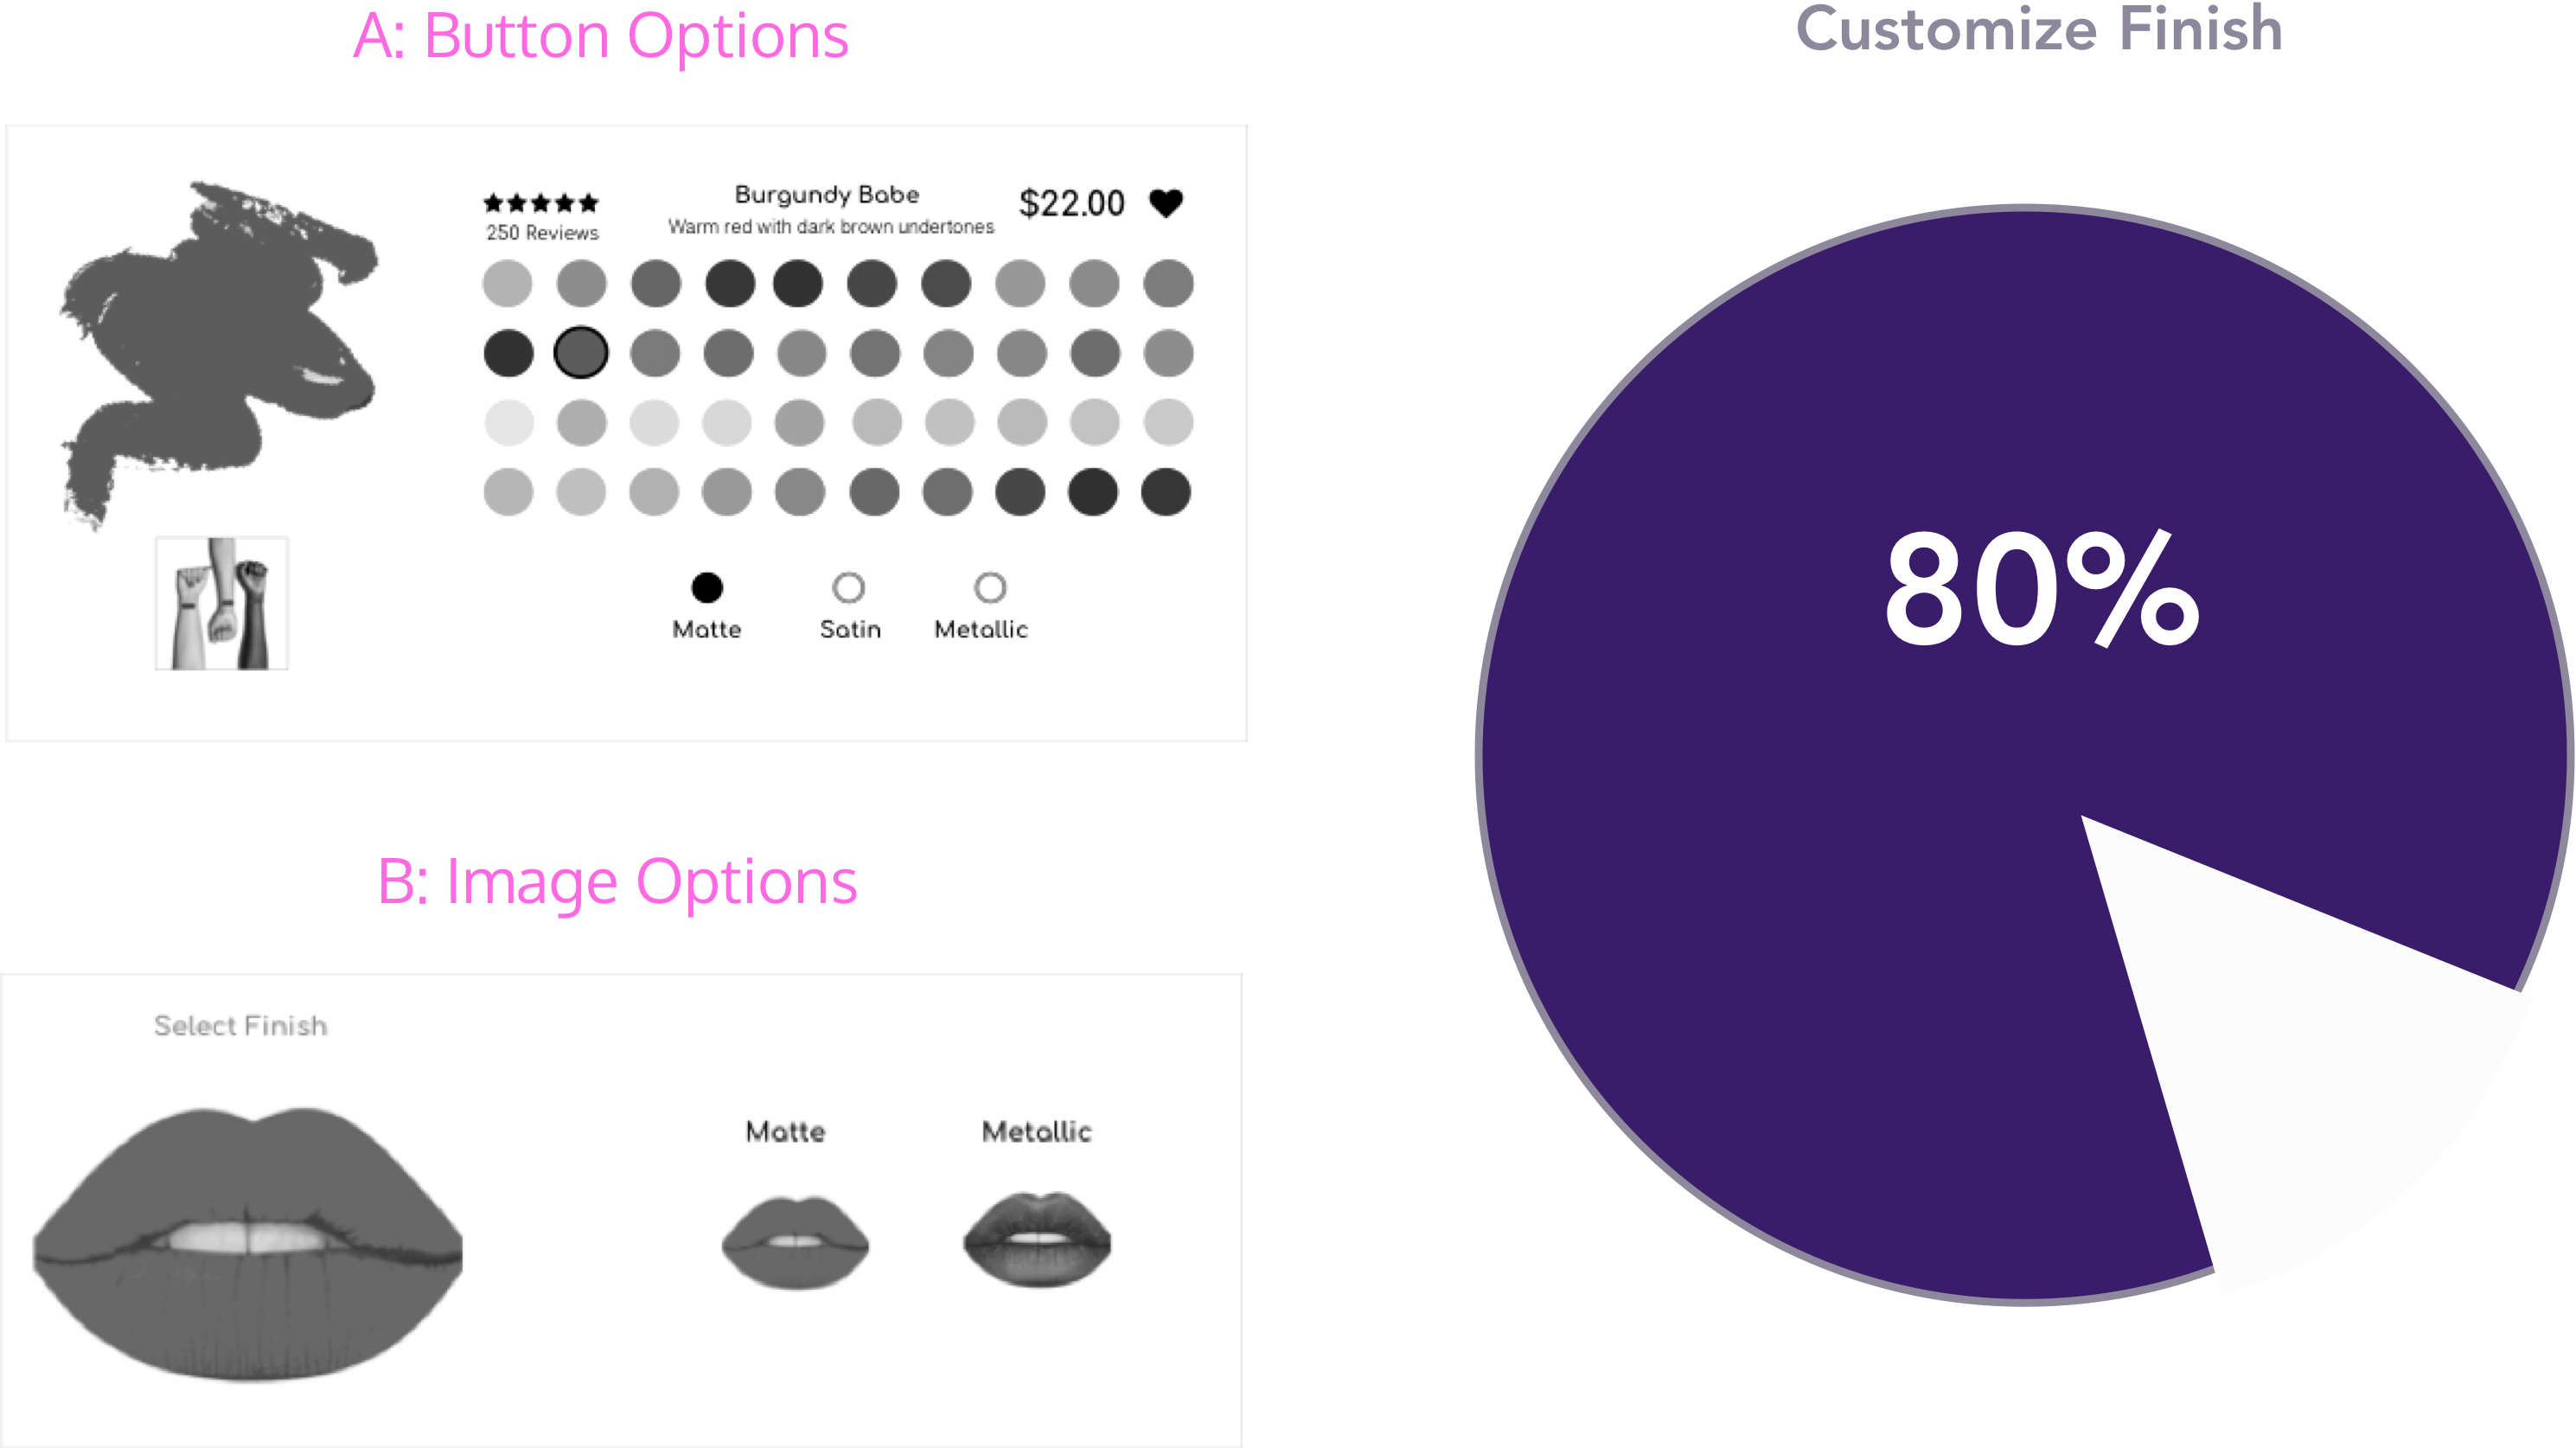 A: Button Options
Customize Finish
Burgundy Babe
$22.00
Warm red with dark brown undertones
250 Reviews
80%
Matte
Satin
Metallic
B: Image Options
Select Finish
Matte
Metallic